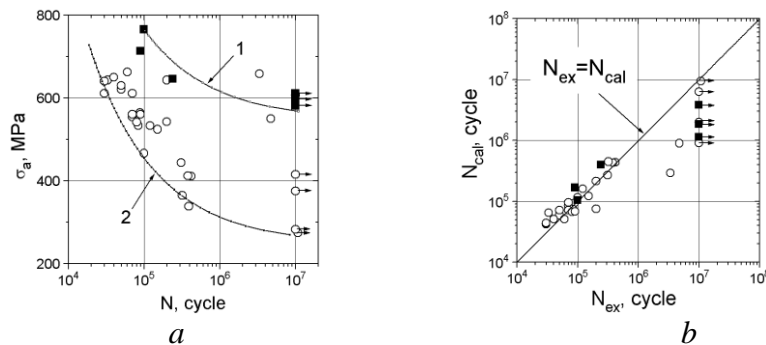 800
600
400
200
σa, MPa
1
2
10^4 10^5 10^6 10^7
N, cycle
a
10^8
10^7
10^6
10^5
10^4
Ncal, cycle
Nex=Ncal
10^4 10^5 10^6 10^7 10^8
Nex, cycle
b